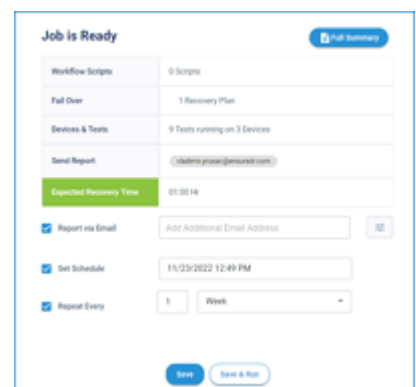 Job is Ready
Full Summary
Workflow Scripts 0 Scripts
Fail Over 1 Recovery Plan
Devices & Tests 9 Tests running on 3 Devices
Send Report
Expected Recovery Time 01:00 Hr
Report via Email Add Additional Email Address
Set Schedule 11/23/2022 12:49 PM
Repeat Every 1 Week
Save Save & Run